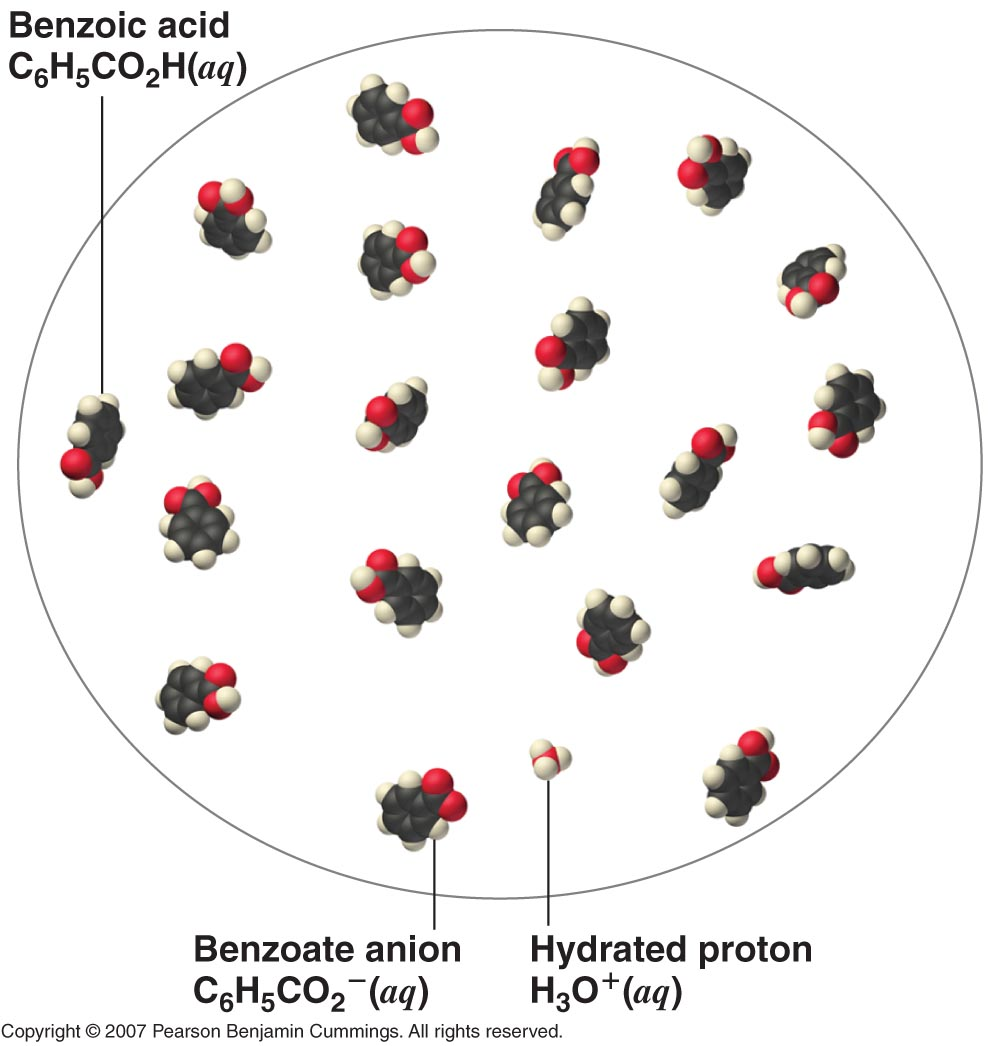 Benzoic acid
C₆H₅CO₂H(aq)
Benzoate anion
C₆H₅CO₂⁻(aq)
Hydrated proton
H₃O⁺(aq)
Copyright © 2007 Pearson Benjamin Cummings. All rights reserved.